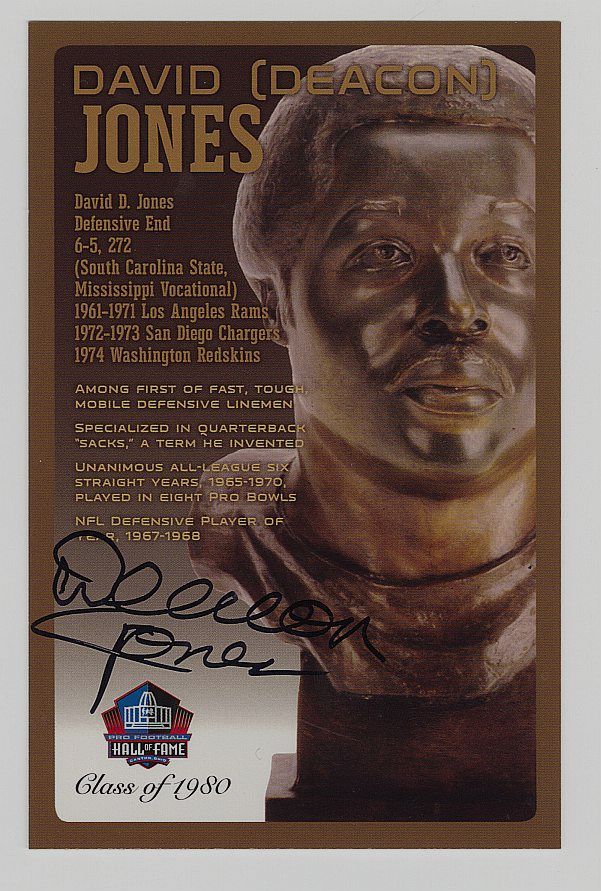 DAVID (DEACON)
JONES
David D. Jones
Defensive End
6-5, 272
(South Carolina State,
Mississippi Vocational)
1961-1971 Los Angeles Rams
1972-1973 San Diego Chargers
1974 Washington Redskins
AMONG FIRST OF FAST, TOUGH,
MOBILE DEFENSIVE LINEMEN
SPECIALIZED IN QUARTERBACK
"SACKS," A TERM HE INVENTED
UNANIMOUS ALL-LEAGUE SIX
STRAIGHT YEARS, 1965-1970,
PLAYED IN EIGHT PRO BOWLS
NFL DEFENSIVE PLAYER OF
YEAR, 1967-1968
Deacon
Jones
PRO FOOTBALL
HALL OF FAME
CANTON, OHIO
Class of 1980